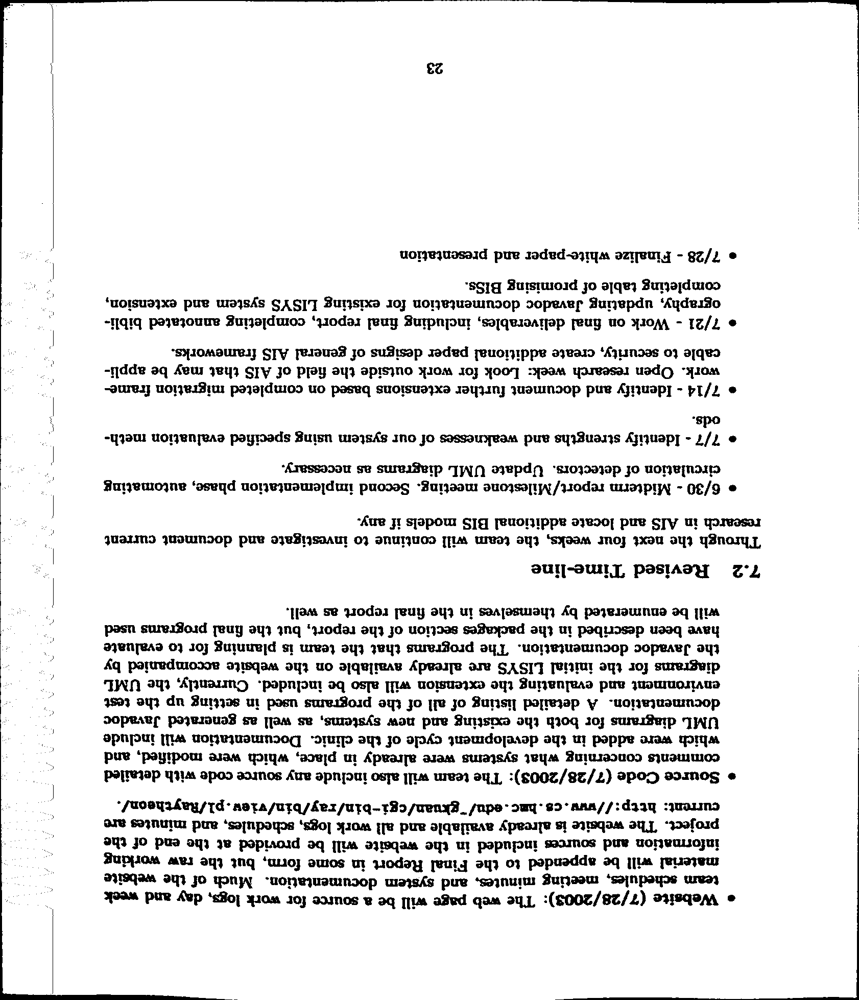 • Website (7/28/2003): The web page will be a source for work logs, day and week
team schedules, meeting minutes, and system documentation. Much of the website
material will be appended to the Final Report in some form, but the raw working
information and sources included in the website will be provided at the end of the
project. The website is already available and all work logs, schedules, and minutes are
current: http://www.cs.hmc.edu/~gkuan/cgi-bin/ray/bin/view.pl/Raytheon/.
• Source Code (7/28/2003): The team will also include any source code with detailed
comments concerning what systems were already in place, which were modified, and
which were added in the development cycle of the clinic. Documentation will include
UML diagrams for both the existing and new systems, as well as generated Javadoc
documentation. A detailed listing of all of the programs used in setting up the test
environment and evaluating the extension will also be included. Currently, the UML
diagrams for the initial LISYS are already available on the website accompanied by
the Javadoc documentation. The programs that the team is planning for to evaluate
have been described in the packages section of the report, but the final programs used
will be enumerated by themselves in the final report as well.
7.2 Revised Time-line
Through the next four weeks, the team will continue to investigate and document current
research in AIS and locate additional BIS models if any.
• 6/30 - Midterm report/Milestone meeting. Second implementation phase, automating
circulation of detectors. Update UML diagrams as necessary.
• 7/7 - Identify strengths and weaknesses of our system using specified evaluation meth-
ods.
• 7/14 - Identify and document further extensions based on completed migration frame-
work. Open research week: Look for work outside the field of AIS that may be appli-
cable to security, create additional paper designs of general AIS frameworks.
• 7/21 - Work on final deliverables, including final report, completing annotated bibli-
ography, updating Javadoc documentation for existing LISYS system and extension,
completing table of promising BISs.
• 7/28 - Finalize white-paper and presentation
23